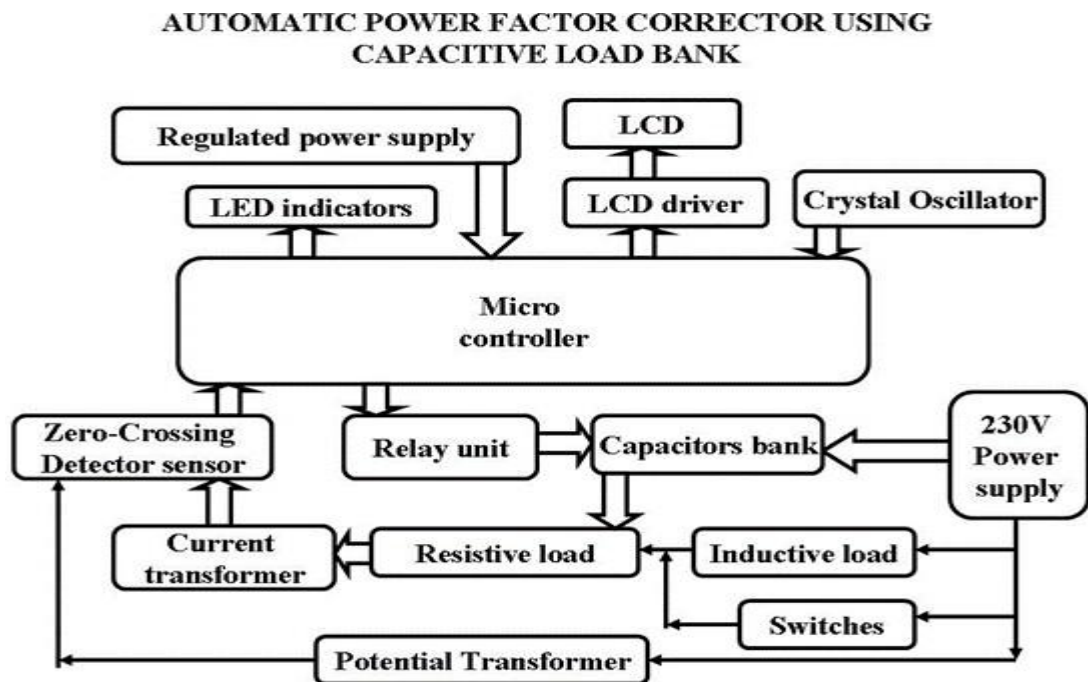 AUTOMATIC POWER FACTOR CORRECTOR USING
CAPACITIVE LOAD BANK
Regulated power supply
LCD
LED indicators
LCD driver
Crystal Oscillator
Micro
controller
Zero-Crossing
Detector sensor
Relay unit
Capacitors bank
230V
Power
supply
Current
transformer
Resistive load
Inductive load
Switches
Potential Transformer